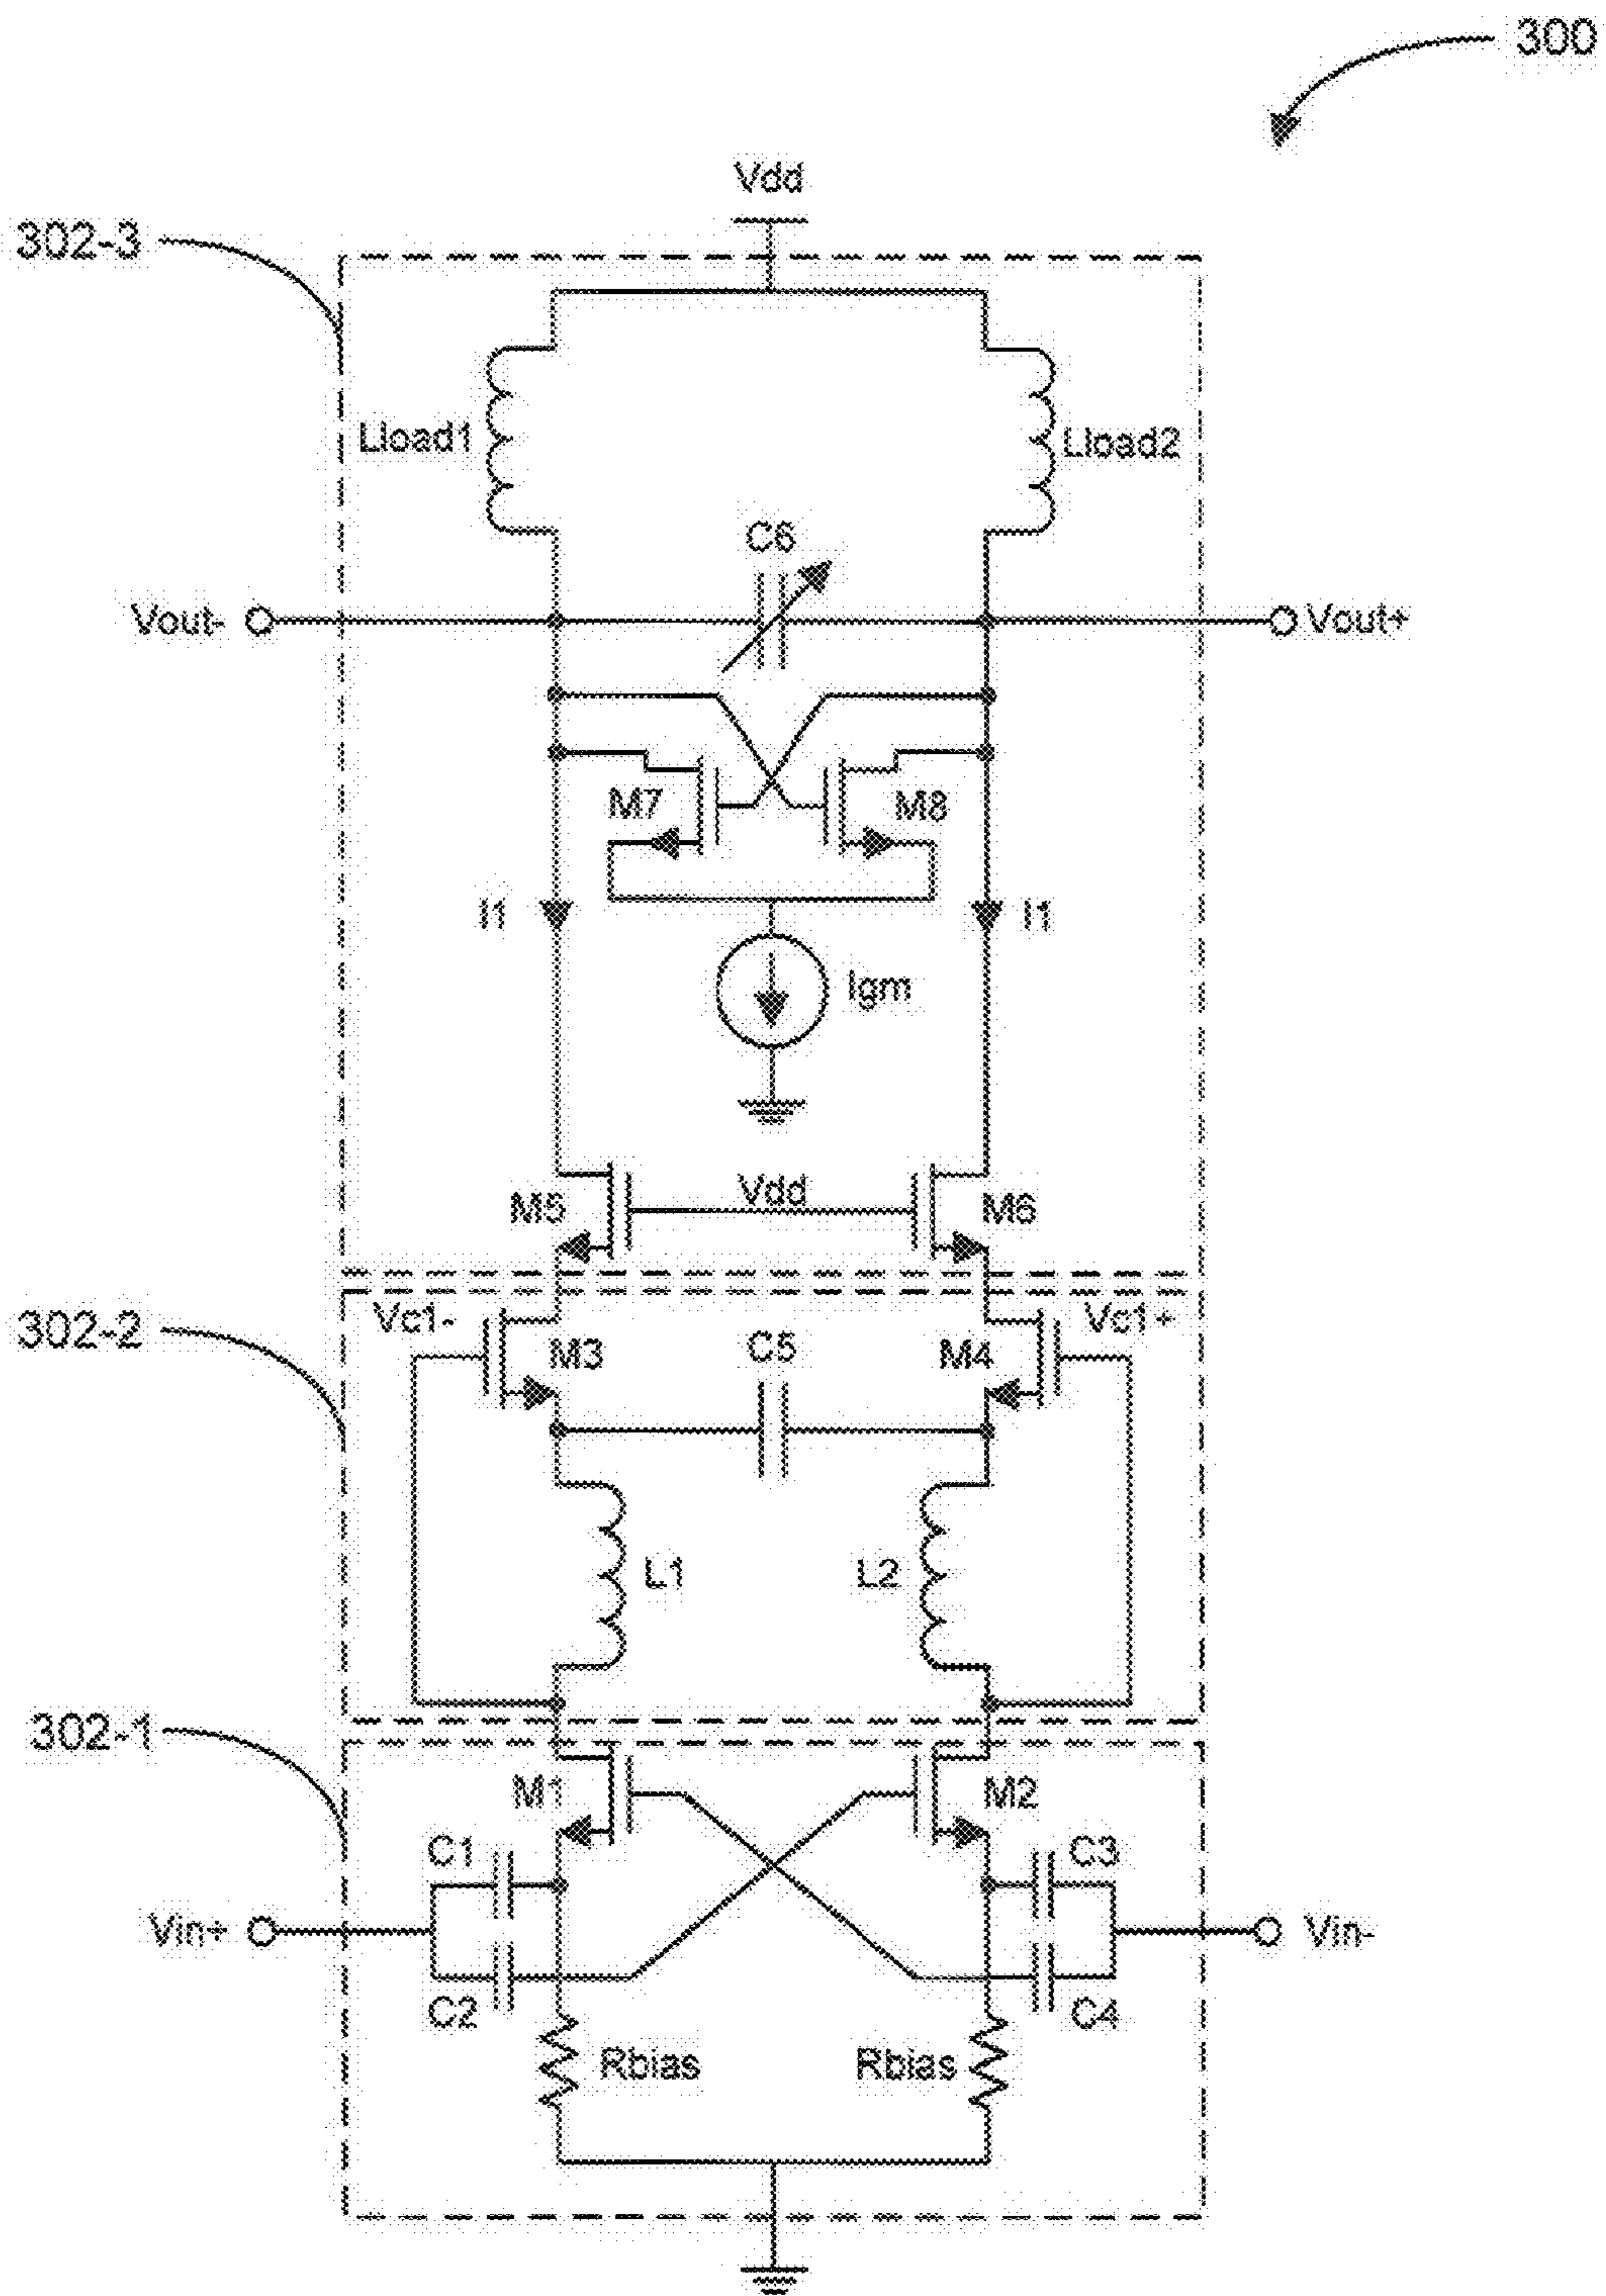 300
Vdd
302-3
Lload1
Lload2
C6
Vout-
Vout+
M7
M8
I1
I1
Igm
M5
Vdd
M6
302-2
Vc1-
Vc1+
M3
C5
M4
L1
L2
302-1
M1
M2
C1
C3
Vin+
Vin-
C2
C4
Rbias
Rbias